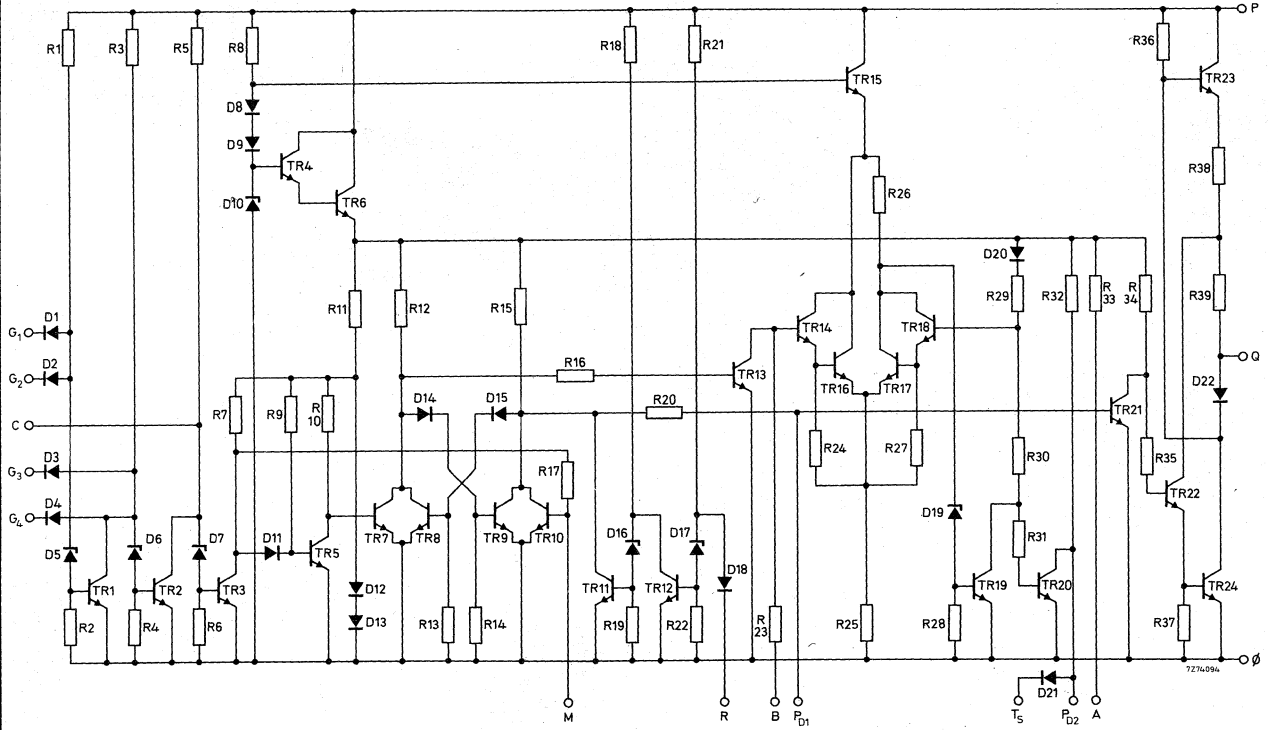 P
R1
R3
R5
R8
R18
R21
R36
TR15
TR23
D8
D9
TR4
R38
D10
TR6
R26
D20
R11
R12
R15
R29
R32
R
33
R
34
R39
G1
D1
TR14
TR18
Q
G2
D2
R16
TR13
TR16
TR17
D22
R7
R9
R
10
D14
D15
R20
TR21
C
R24
R27
R30
R35
G3
D3
R17
TR22
G4
D4
D5
D6
D7
TR7
TR8
TR9
TR10
D16
D17
D19
R31
D11
TR5
TR1
TR2
TR3
D12
TR11
TR12
D18
TR19
TR20
TR24
R2
R4
R6
D13
R13
R14
R19
R22
R
23
R25
R28
R37
Ø
7Z74094
D21
M
R
B
PD1
TS
PD2
A